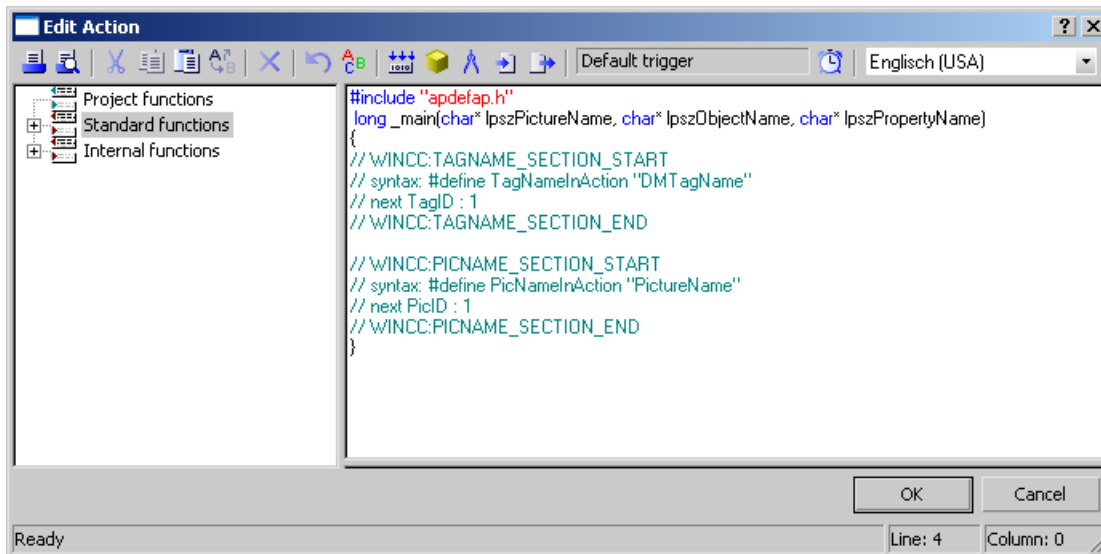 Edit Action
Default trigger
Englisch (USA)
Project functions
Standard functions
Internal functions
#include "apdefap.h"
long _main(char* lpszPictureName, char* lpszObjectName, char* lpszPropertyName)
{
// WINCC:TAGNAME_SECTION_START
// syntax: #define TagNameInAction "DMTagName"
// next TagID : 1
// WINCC:TAGNAME_SECTION_END
// WINCC:PICNAME_SECTION_START
// syntax: #define PicNameInAction "PictureName"
// next PicID : 1
// WINCC:PICNAME_SECTION_END
}
OK
Cancel
Ready
Line: 4
Column: 0